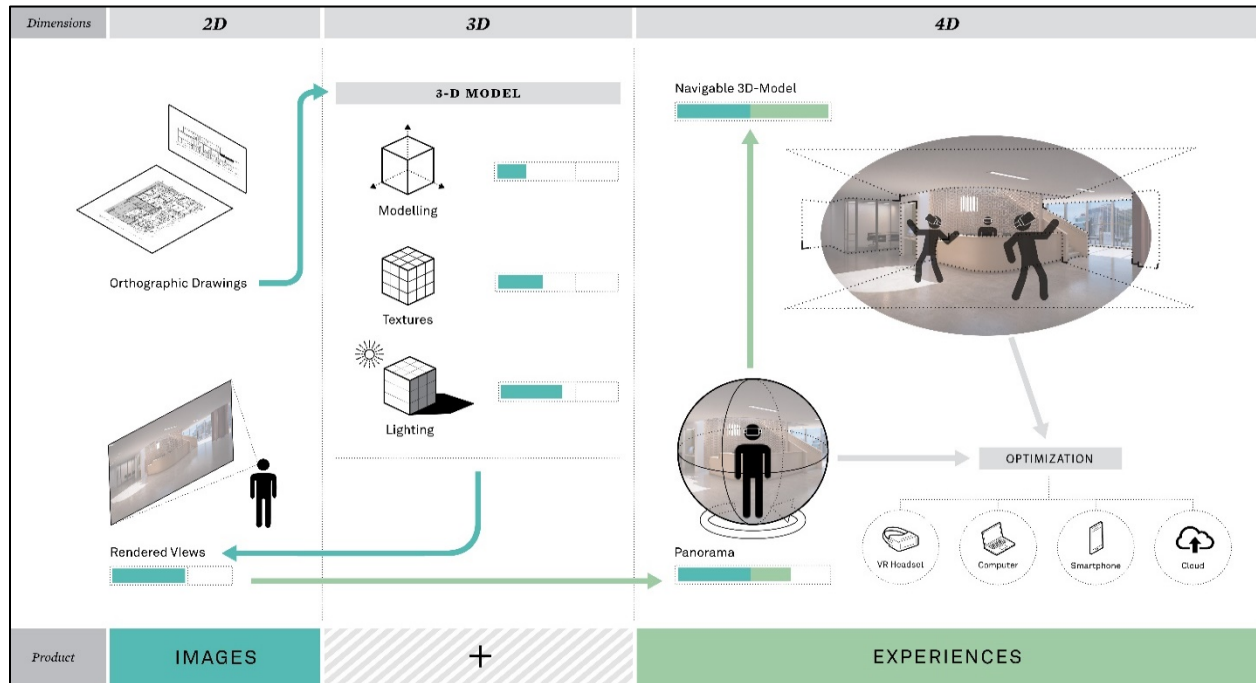 Dimensions
2D
3D
4D
3-D MODEL
Navigable 3D-Model
Modelling
Orthographic Drawings
Textures
Lighting
OPTIMIZATION
Rendered Views
Panorama
VR Headset
Computer
Smartphone
Cloud
Product
IMAGES
+
EXPERIENCES